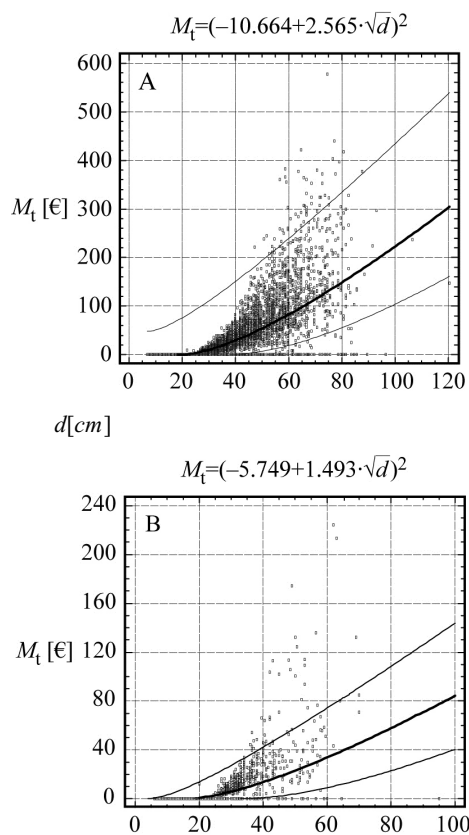 Mt=(–10.664+2.565·√d)²
A
600
500
400
300
200
100
0
Mt [€]
0 20 40 60 80 100 120
d[cm]
Mt=(–5.749+1.493·√d)²
B
240
200
160
120
80
40
0
Mt [€]
0 20 40 60 80 100